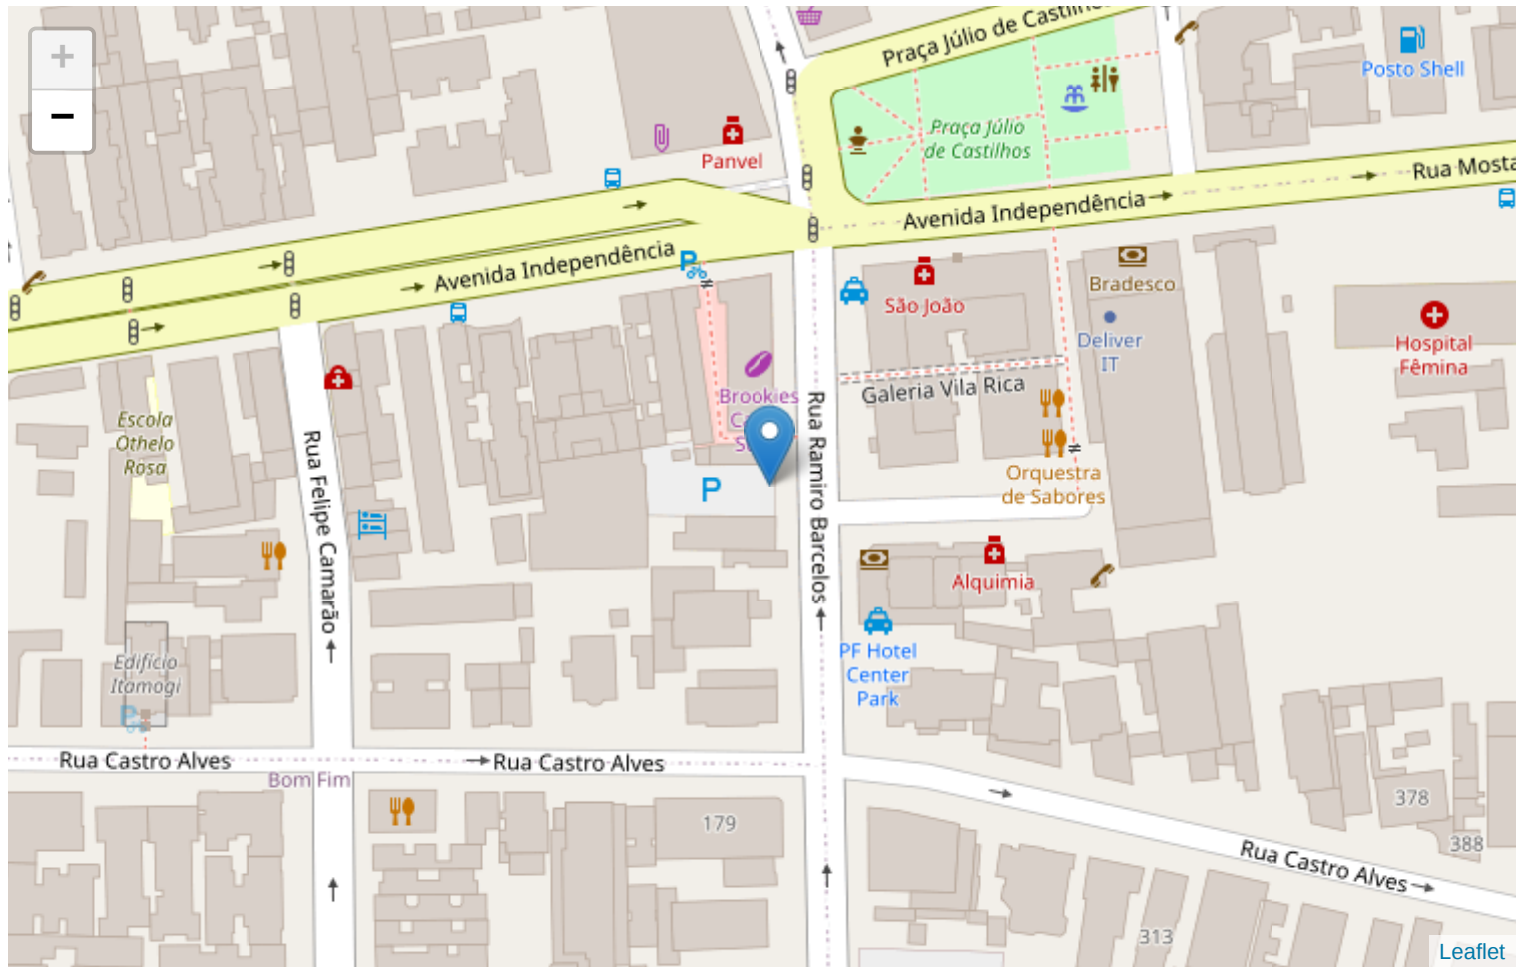 +
−
Praça Júlio de Castilhos
Posto Shell
Praça Júlio
de Castilhos
Panvel
Rua Mosta
Avenida Independência
Avenida Independência
São João
Bradesco
Deliver
IT
Hospital
Fêmina
Galeria Vila Rica
Brookies
Escola
Othelo
Rosa
Rua Felipe Camarão
Rua Ramiro Barcelos
P
Orquestra
de Sabores
Alquimia
PF Hotel
Center
Park
Edifício
Itamogi
Rua Castro Alves
Rua Castro Alves
Bom Fim
179
378
388
Rua Castro Alves
313
Leaflet